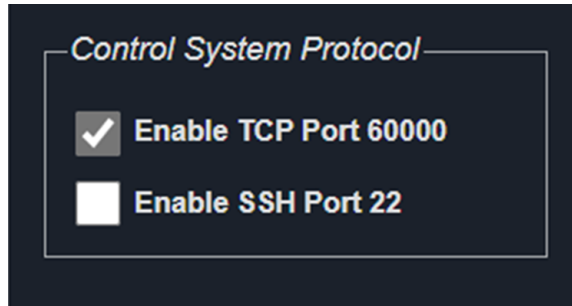 Control System Protocol
Enable TCP Port 60000
Enable SSH Port 22